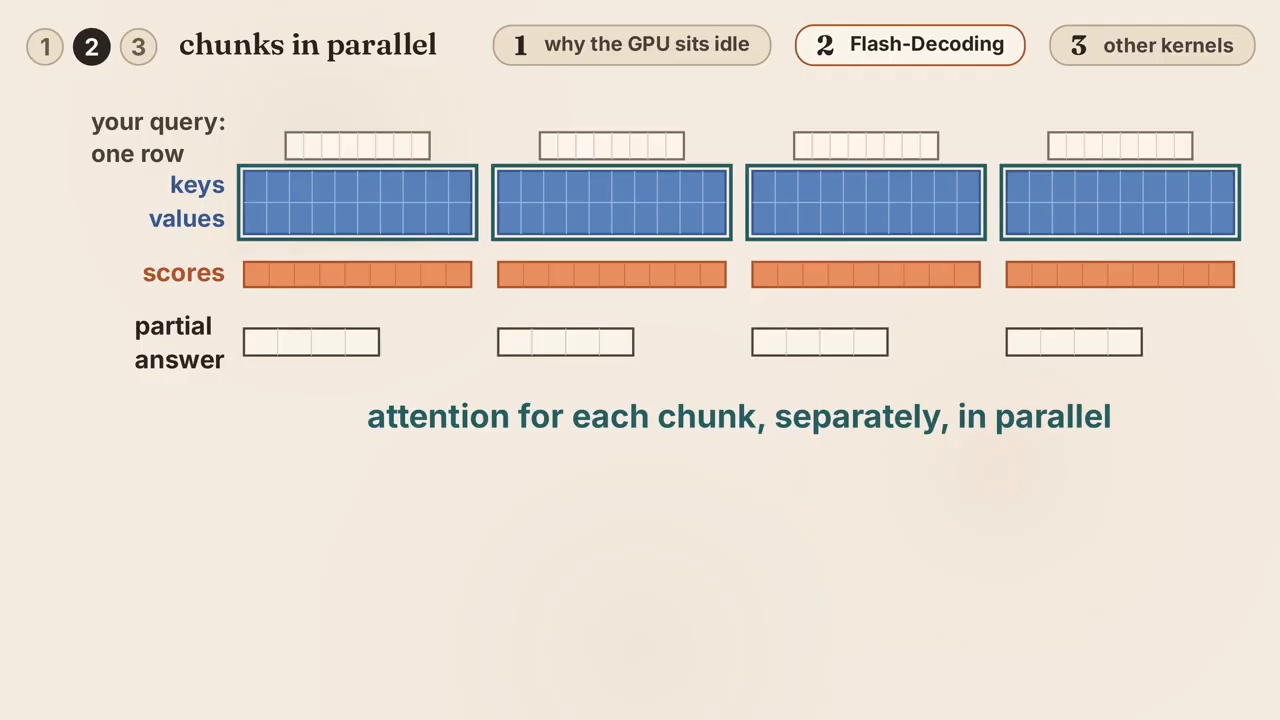 1 2 3 chunks in parallel
1 why the GPU sits idle
2 Flash-Decoding
3 other kernels
your query:
one row
keys
values
scores
partial
answer
attention for each chunk, separately, in parallel